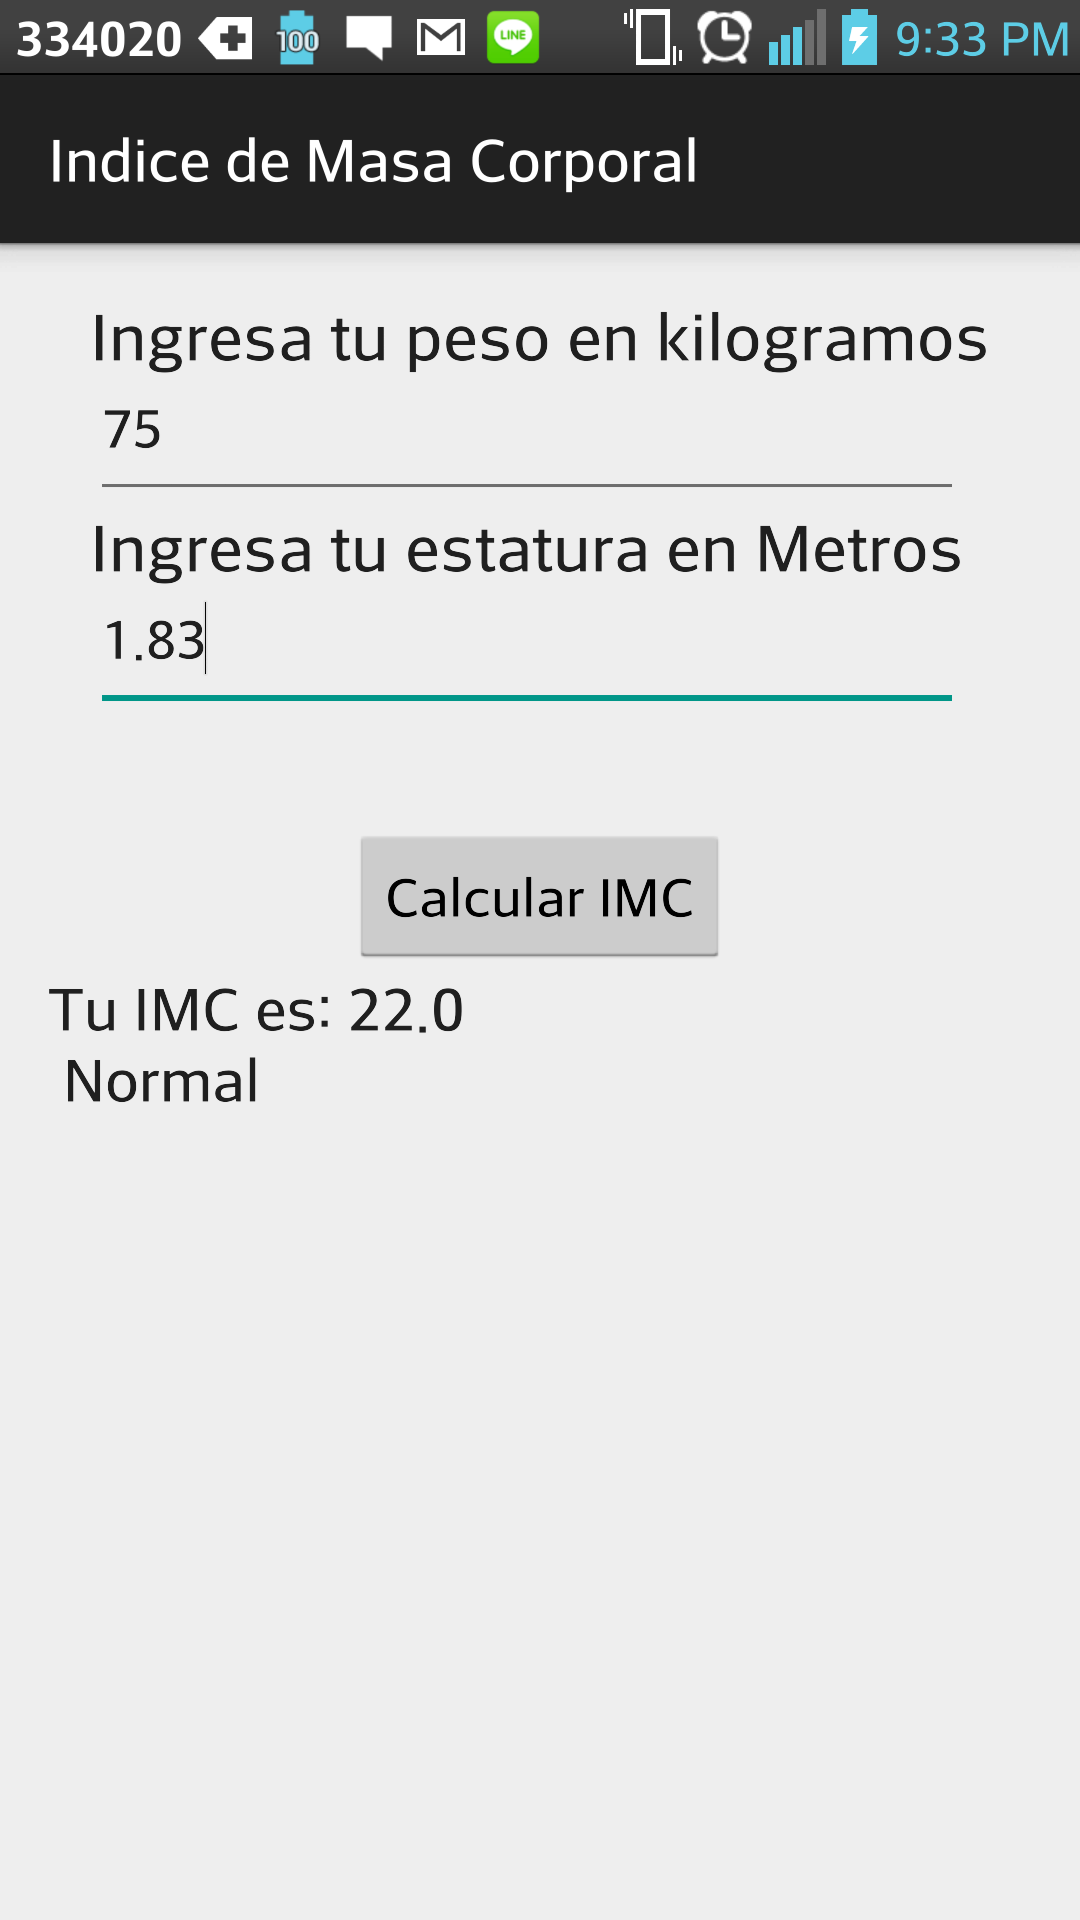 334020 100 LINE 9:33 PM
Indice de Masa Corporal
Ingresa tu peso en kilogramos
75
Ingresa tu estatura en Metros
1.83
Calcular IMC
Tu IMC es: 22.0
Normal